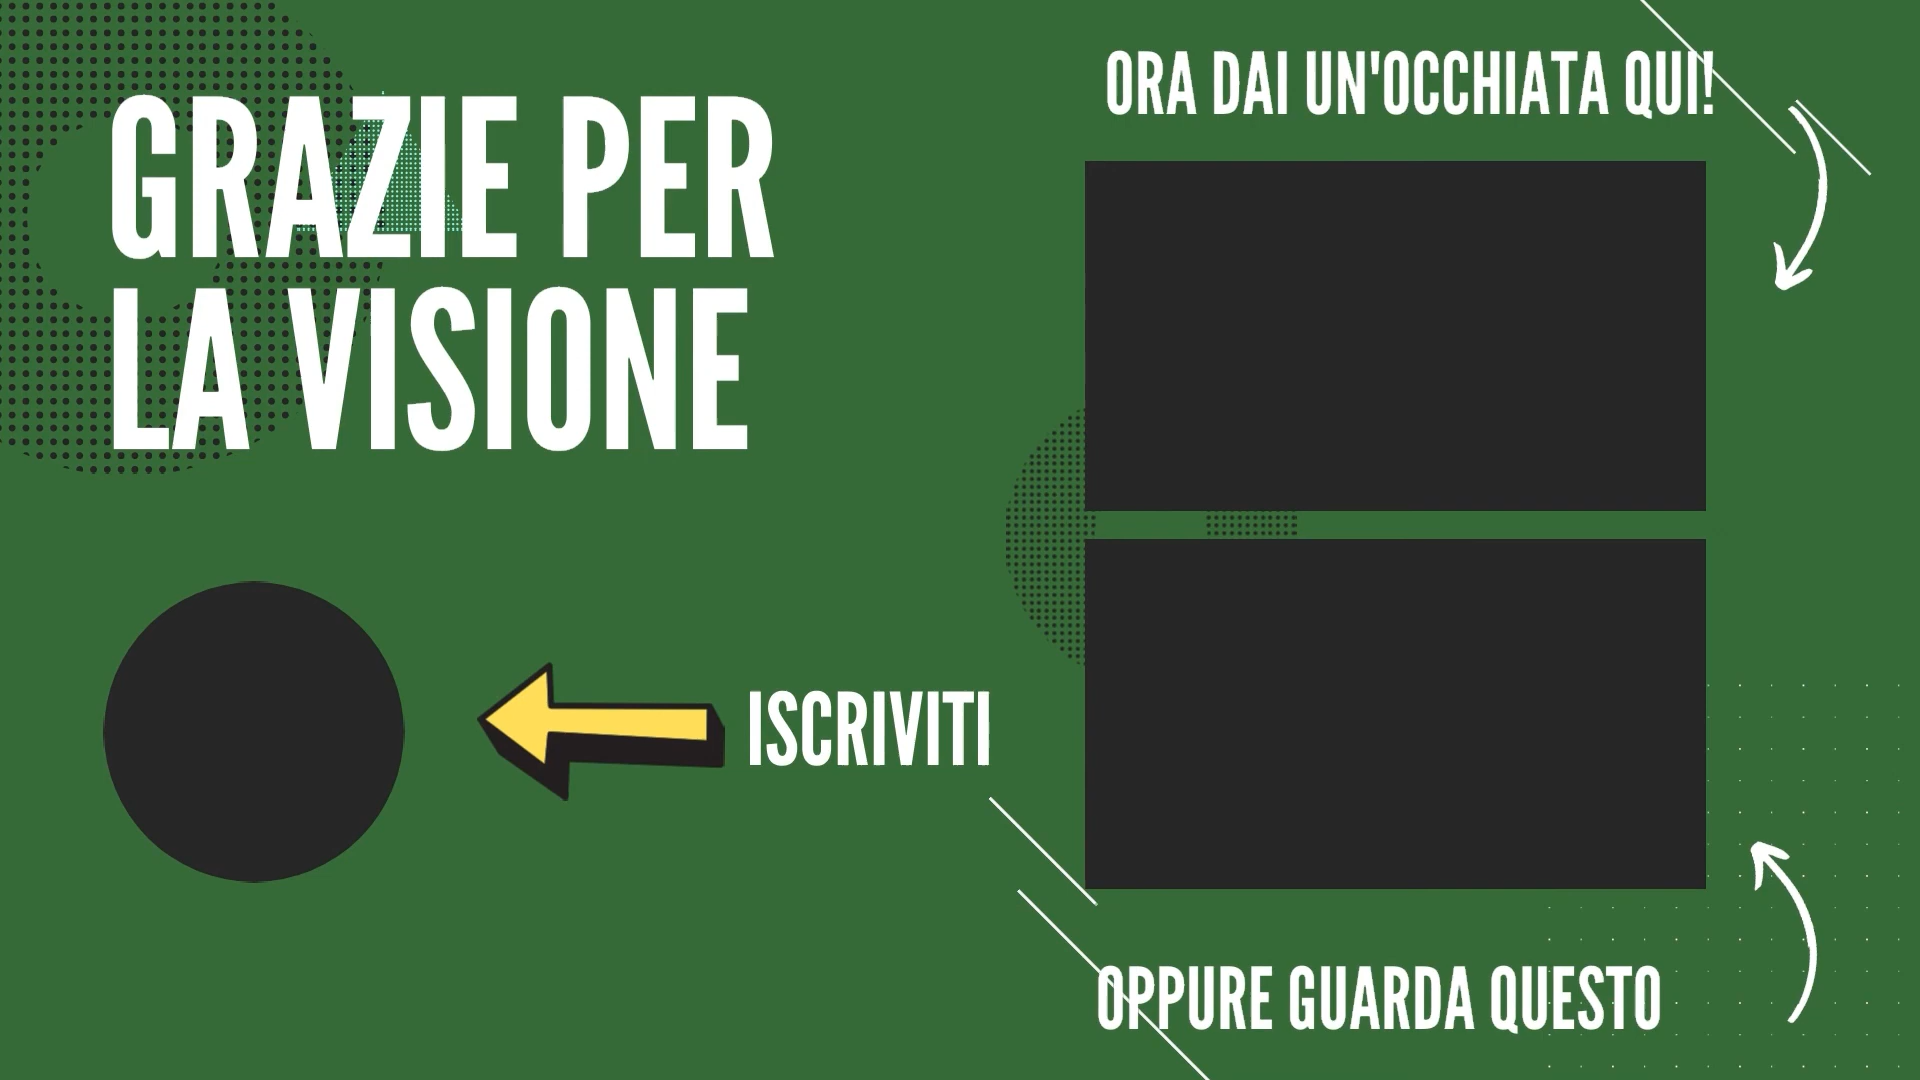 GRAZIE PER
LA VISIONE
ISCRIVITI
ORA DAI UN'OCCHIATA QUI!
OPPURE GUARDA QUESTO